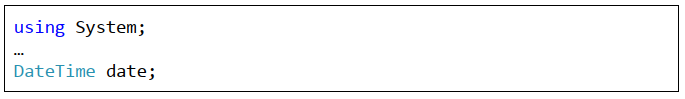 using System;
…
DateTime date;